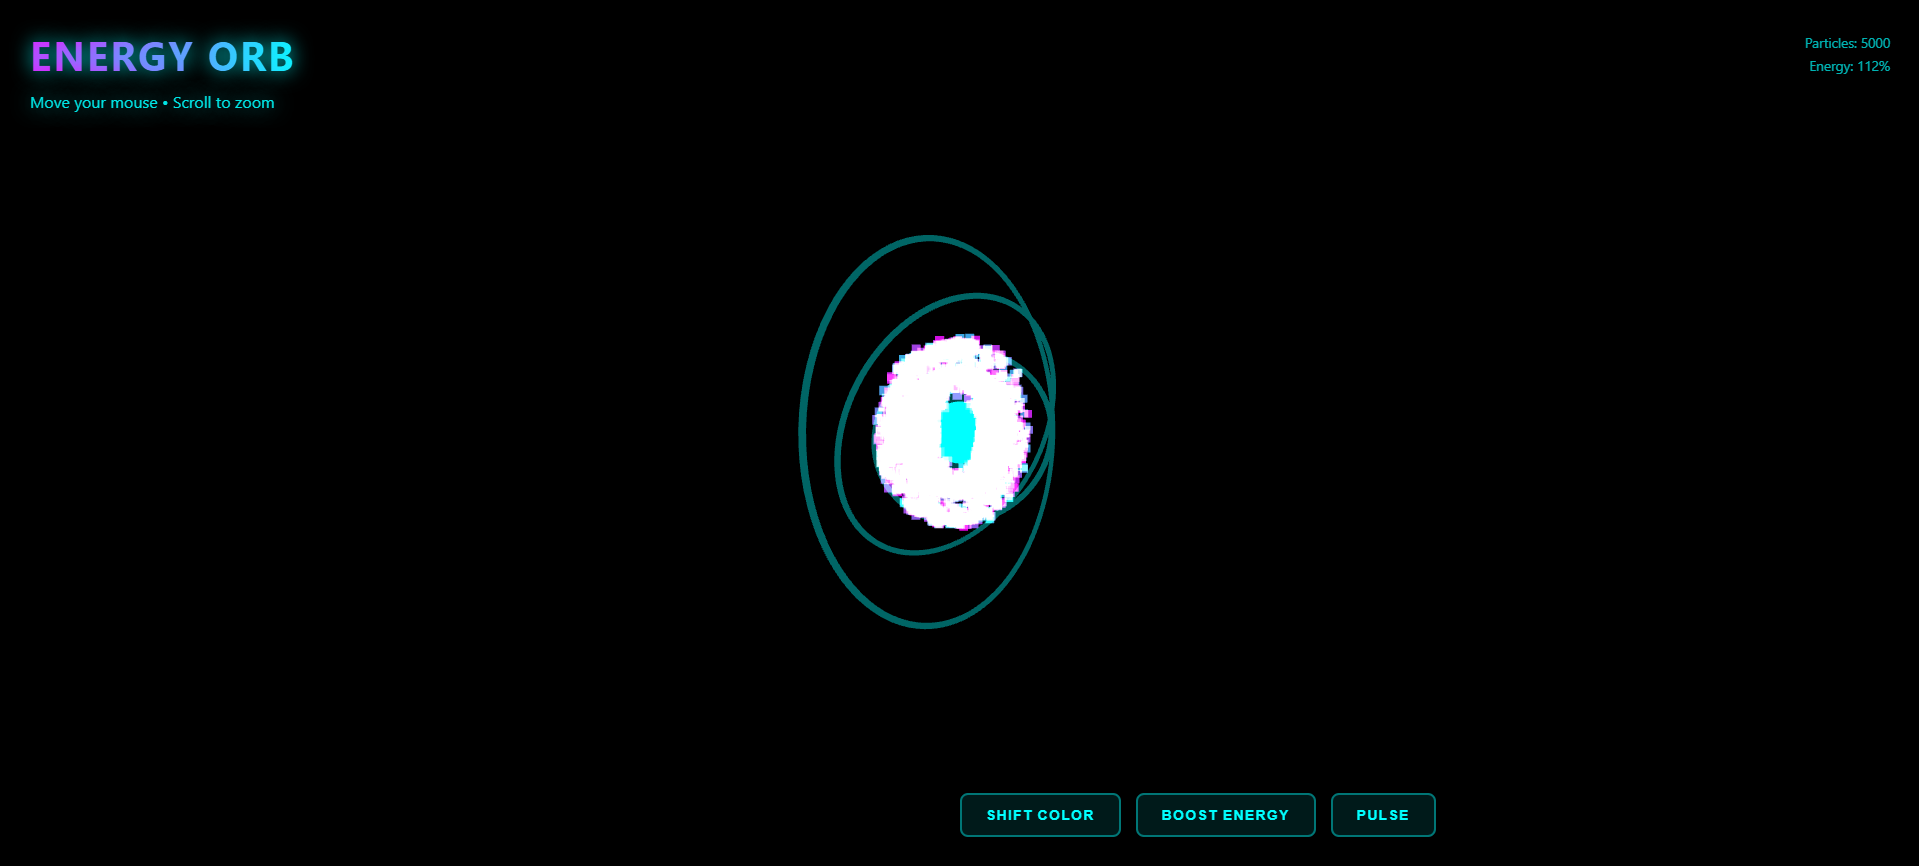 ENERGY ORB
Move your mouse • Scroll to zoom
Particles: 5000
Energy: 112%
SHIFT COLOR
BOOST ENERGY
PULSE